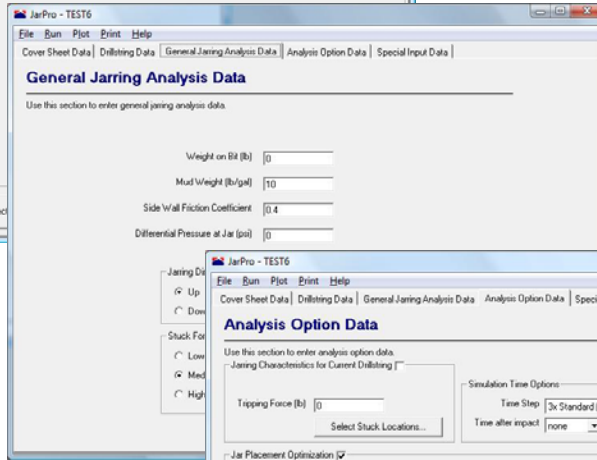 JarPro - TEST6
File Run Plot Print Help
Cover Sheet Data Drillstring Data General Jarring Analysis Data Analysis Option Data Special Input Data
General Jarring Analysis Data
Use this section to enter general jarring analysis data.
Weight on Bit (lb) 0
Mud Weight (lb/gal) 10
Side Wall Friction Coefficient 0.4
Differential Pressure at Jar (psi) 0
Jarring
Up
Stuck
Low
JarPro - TEST6
File Run Plot Print Help
Cover Sheet Data Drillstring Data General Jarring Analysis Data Analysis Option Data
Analysis Option Data
Use this section to enter analysis option data.
Jarring Characteristics for Current Drillstring
Simulation Time Options
Tripping Force (lb) 0
Time Step 3x Standard
Select Stuck Locations...
Time after impact none
Jar Placement Optimization